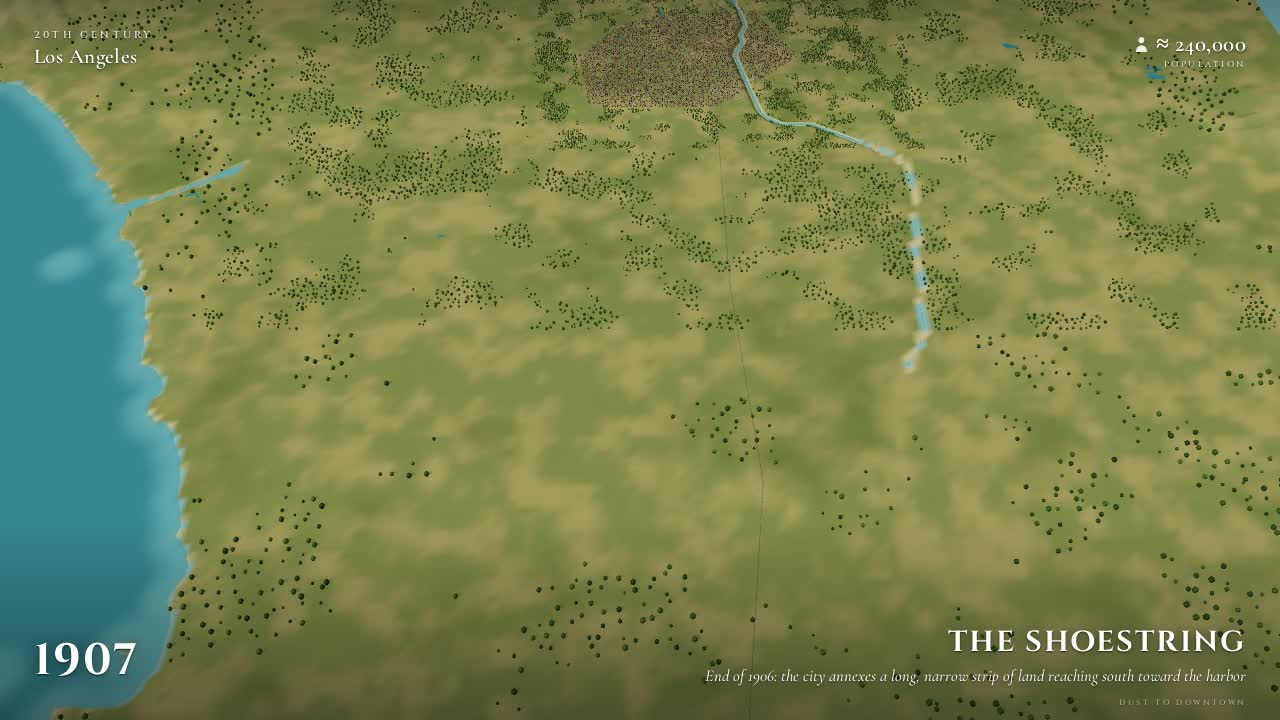 20TH CENTURY
Los Angeles
≈ 240,000
POPULATION
1907
THE SHOESTRING
End of 1906: the city annexes a long, narrow strip of land reaching south toward the harbor
DUST TO DOWNTOWN